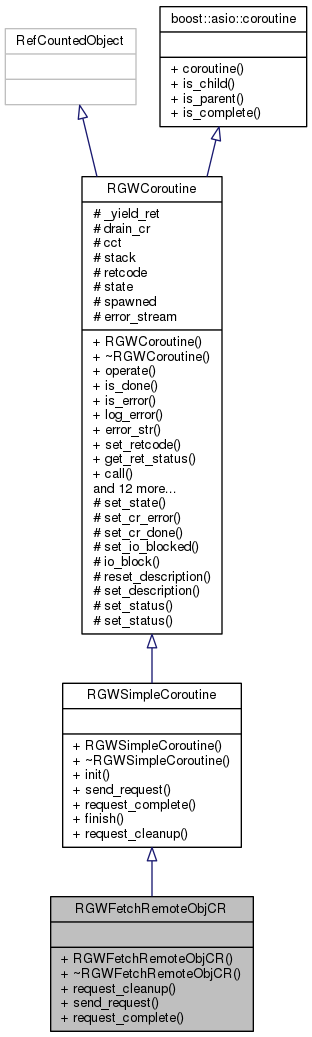 RefCountedObject
boost::asio::coroutine
+ coroutine()
+ is_child()
+ is_parent()
+ is_complete()
RGWCoroutine
# _yield_ret
# drain_cr
# cct
# stack
# retcode
# state
# spawned
# error_stream
+ RGWCoroutine()
+ ~RGWCoroutine()
+ operate()
+ is_done()
+ is_error()
+ log_error()
+ error_str()
+ set_retcode()
+ get_ret_status()
+ call()
and 12 more...
# set_state()
# set_cr_error()
# set_cr_done()
# set_io_blocked()
# io_block()
# reset_description()
# set_description()
# set_status()
# set_status()
RGWSimpleCoroutine
+ RGWSimpleCoroutine()
+ ~RGWSimpleCoroutine()
+ init()
+ send_request()
+ request_complete()
+ finish()
+ request_cleanup()
RGWFetchRemoteObjCR
+ RGWFetchRemoteObjCR()
+ ~RGWFetchRemoteObjCR()
+ request_cleanup()
+ send_request()
+ request_complete()